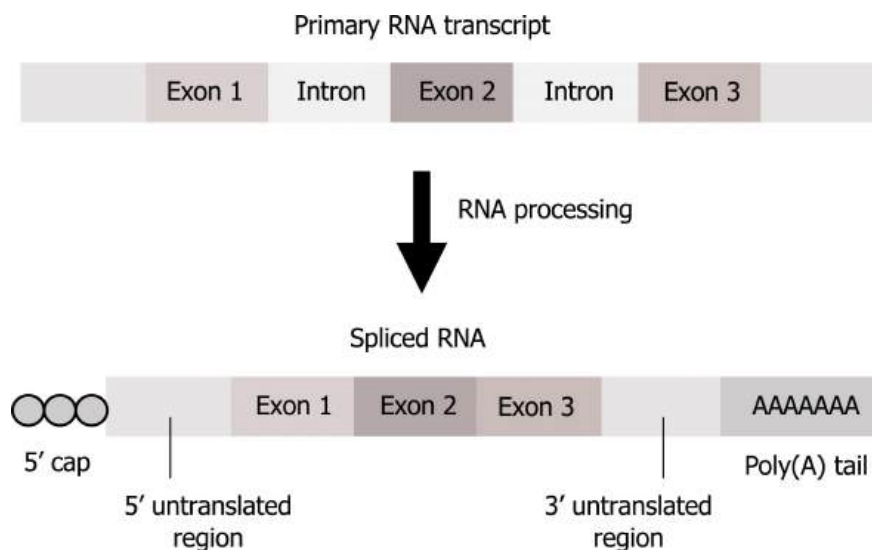 Primary RNA transcript
Exon 1 Intron Exon 2 Intron Exon 3
RNA processing
Spliced RNA
Exon 1 Exon 2 Exon 3 AAAAAAA
5′ cap
Poly(A) tail
5′ untranslated
region
3′ untranslated
region